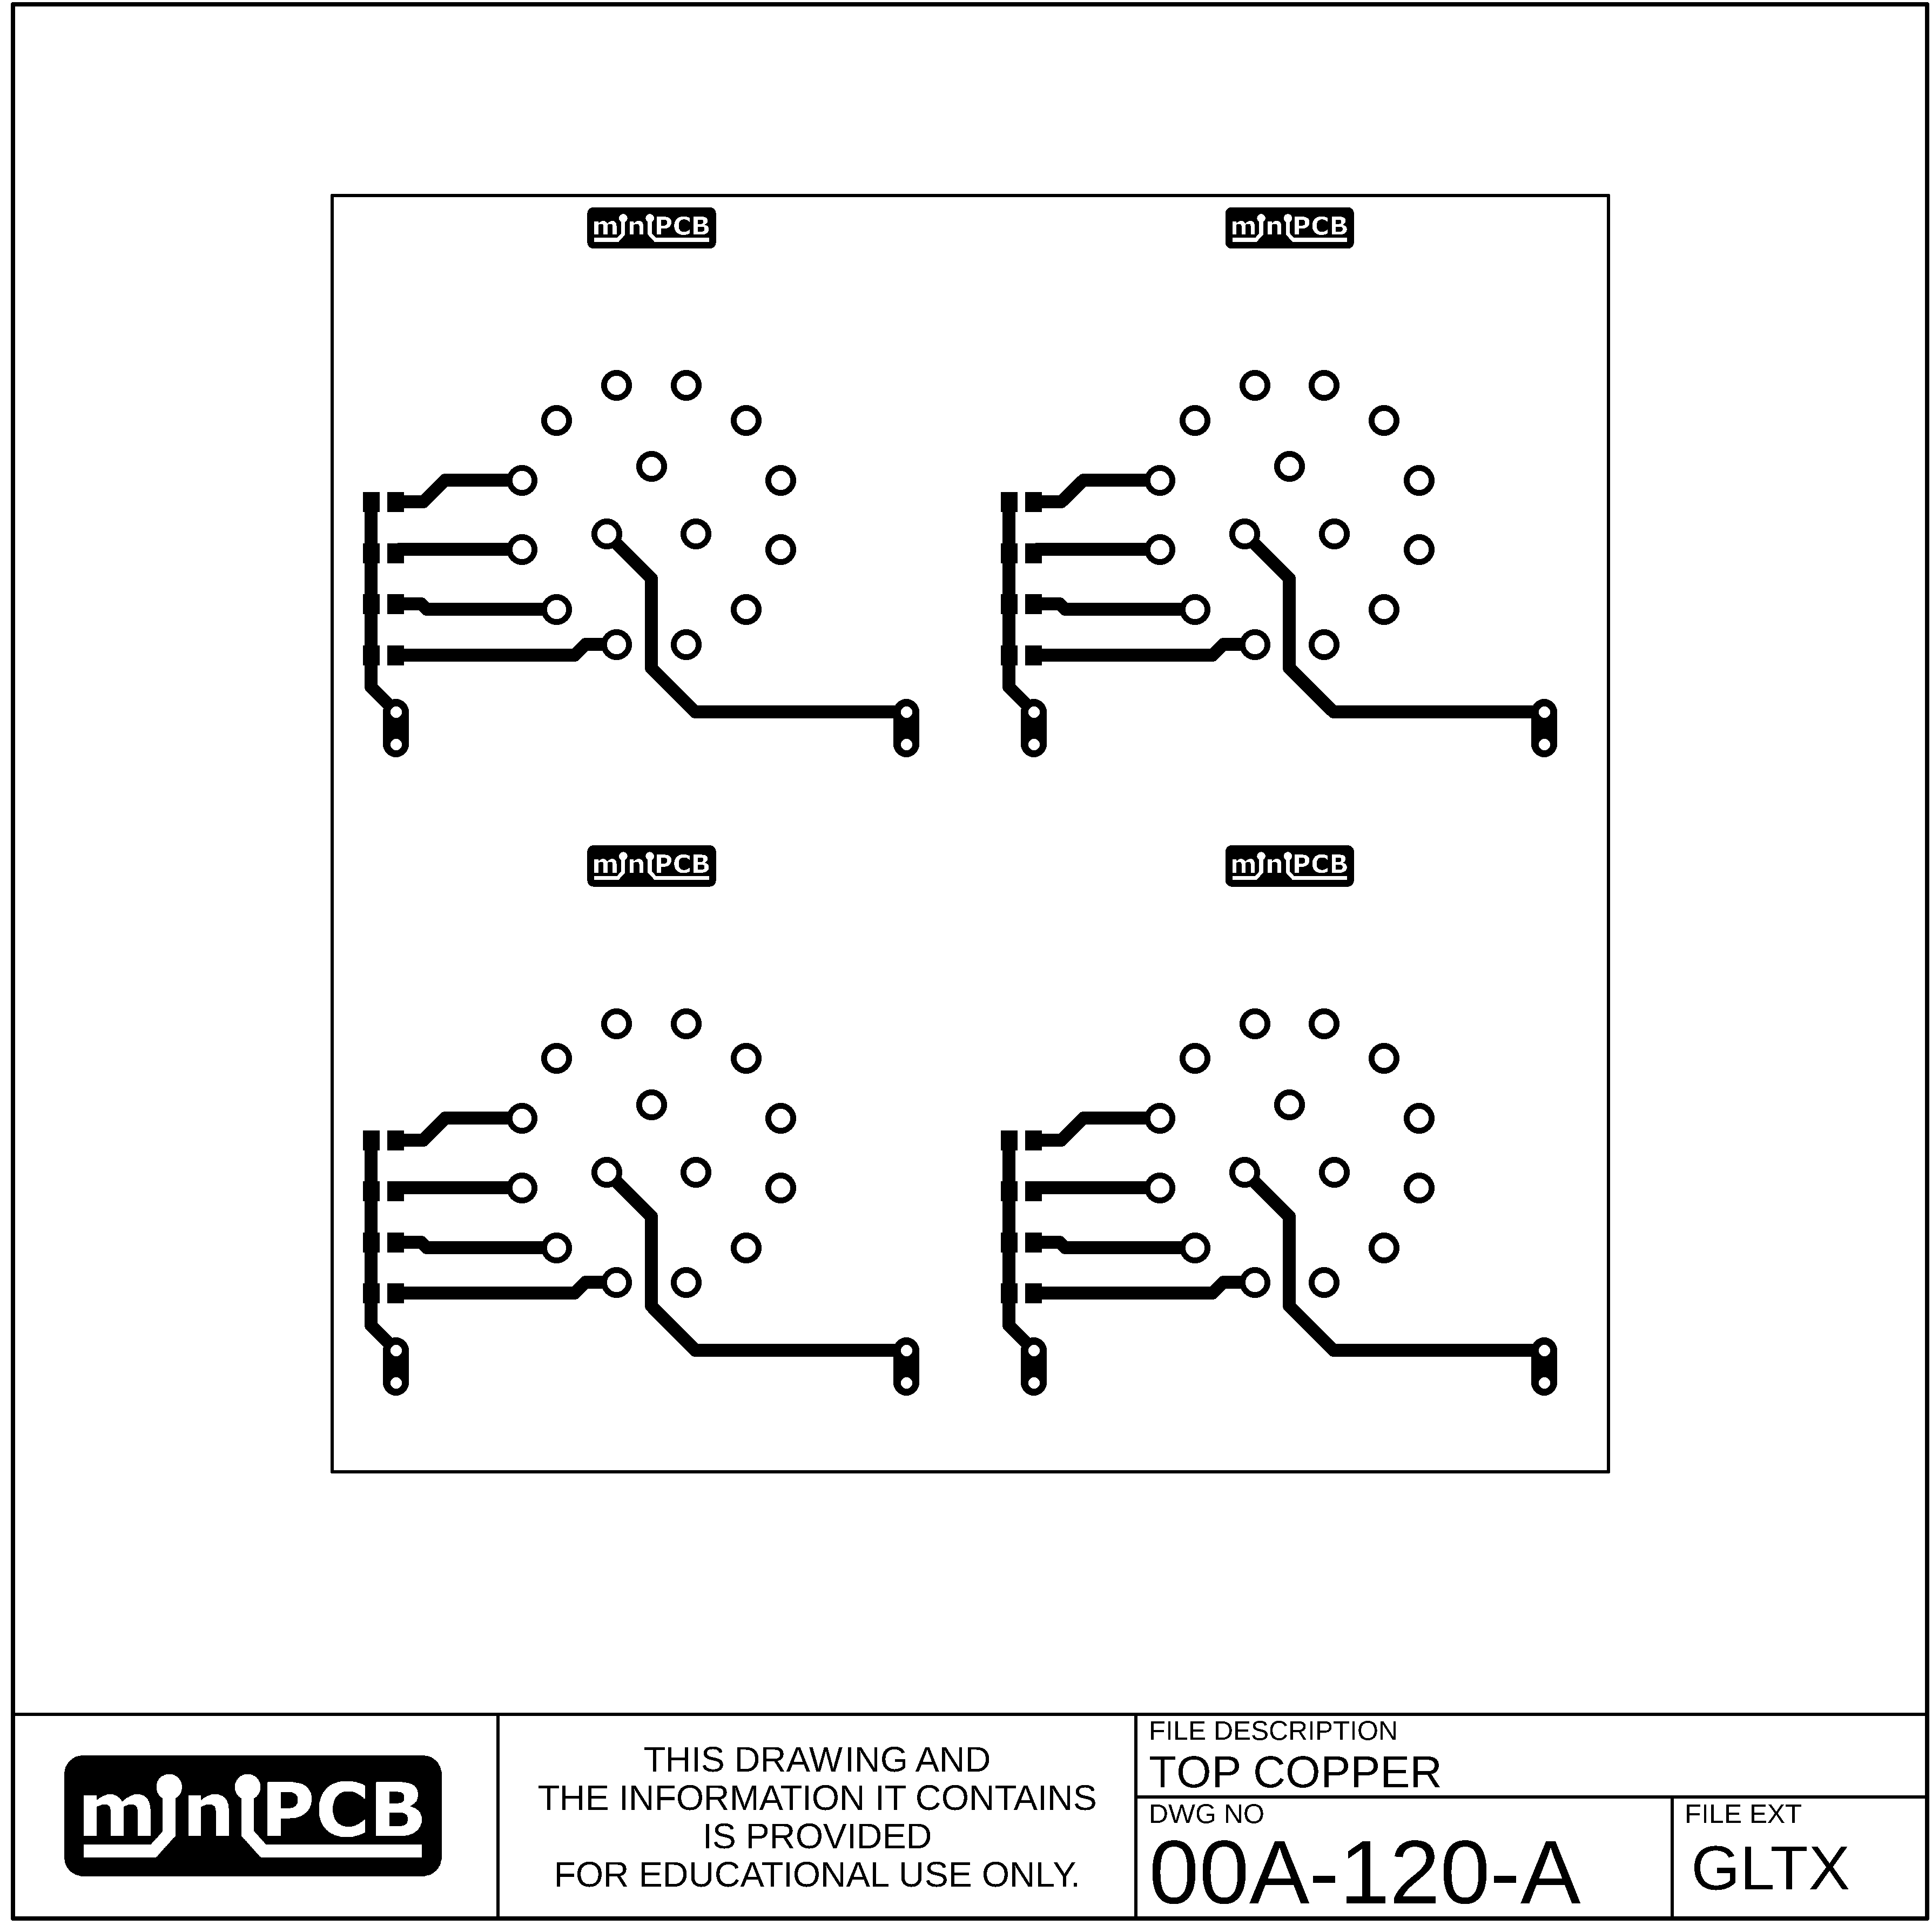 miniPCB
miniPCB
miniPCB
miniPCB
miniPCB
THIS DRAWING AND
THE INFORMATION IT CONTAINS
IS PROVIDED
FOR EDUCATIONAL USE ONLY.
FILE DESCRIPTION
TOP COPPER
DWG NO
00A-120-A
FILE EXT
GLTX